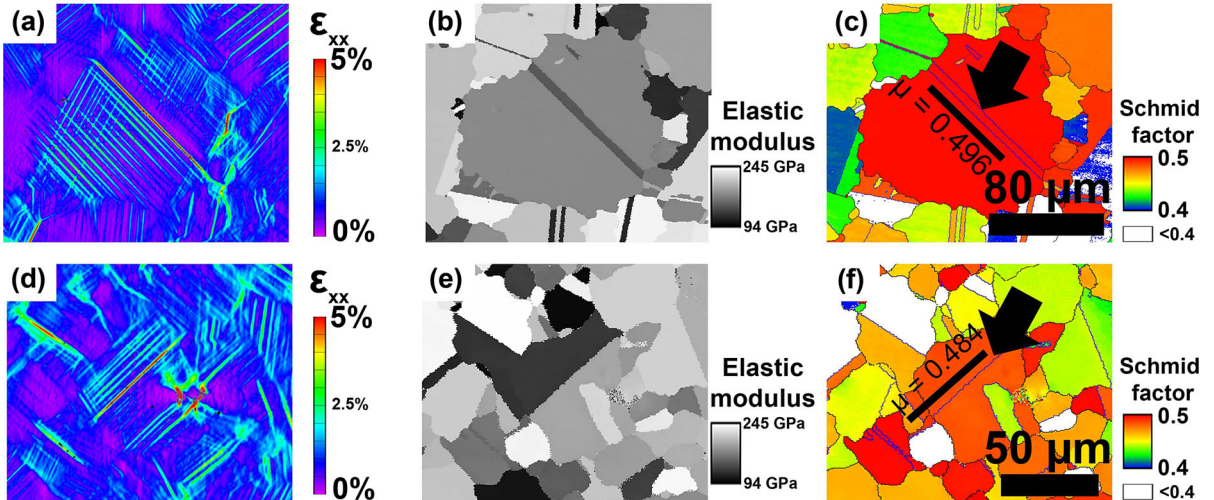 (a)
εxx
5%
2.5%
0%
(b)
Elastic
modulus
245 GPa
94 GPa
(c)
μ = 0.496
80 μm
Schmid
factor
0.5
0.4
<0.4
(d)
εxx
5%
2.5%
0%
(e)
Elastic
modulus
245 GPa
94 GPa
(f)
μ = 0.484
50 μm
Schmid
factor
0.5
0.4
<0.4